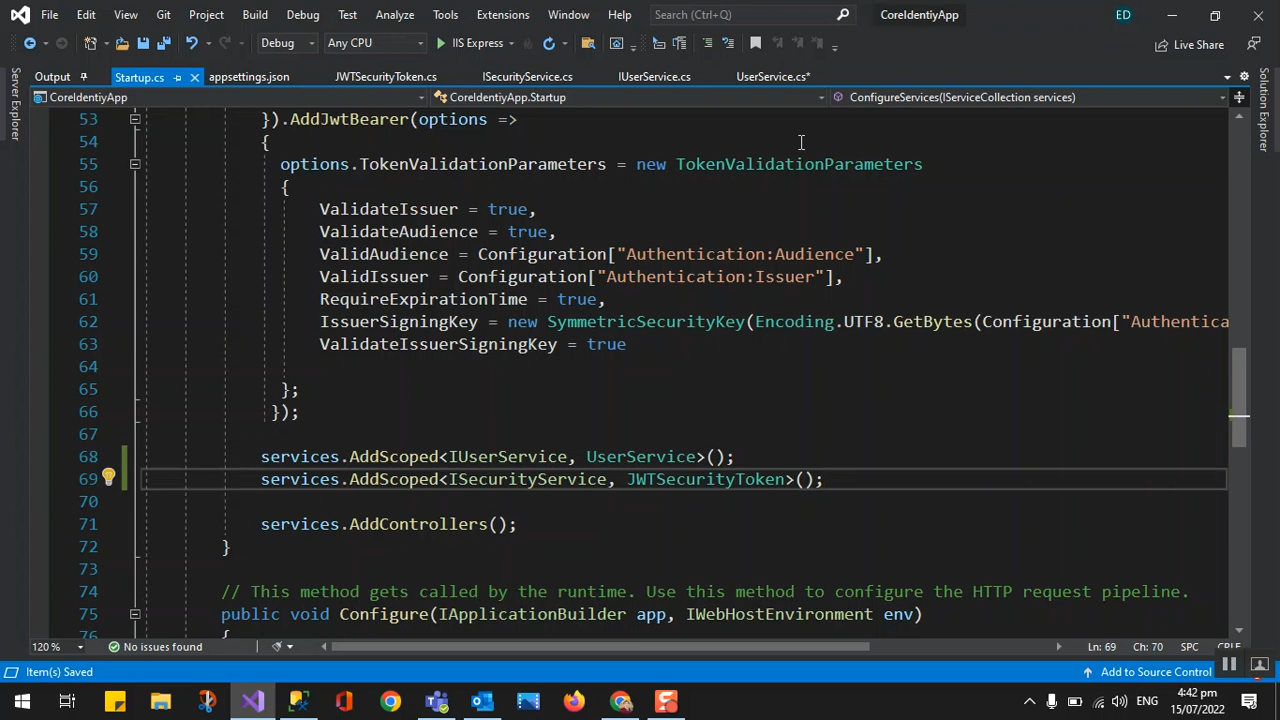 File Edit View Git Project Build Debug Test Analyze Tools Extensions Window Help Search (Ctrl+Q) CoreIdentiyApp ED
Debug Any CPU IIS Express Live Share
Server Explorer
Output Startup.cs appsettings.json JWTSecurityToken.cs ISecurityService.cs IUserService.cs UserService.cs*
Solution Explorer
CoreIdentiyApp CoreIdentiyApp.Startup ConfigureServices(IServiceCollection services)
53 }).AddJwtBearer(options =>
54 {
55 options.TokenValidationParameters = new TokenValidationParameters
56 {
57 ValidateIssuer = true,
58 ValidateAudience = true,
59 ValidAudience = Configuration["Authentication:Audience"],
60 ValidIssuer = Configuration["Authentication:Issuer"],
61 RequireExpirationTime = true,
62 IssuerSigningKey = new SymmetricSecurityKey(Encoding.UTF8.GetBytes(Configuration["Authentica
63 ValidateIssuerSigningKey = true
64
65 };
66 });
67
68 services.AddScoped<IUserService, UserService>();
69 services.AddScoped<ISecurityService, JWTSecurityToken>();
70
71 services.AddControllers();
72 }
73
74 // This method gets called by the runtime. Use this method to configure the HTTP request pipeline.
75 public void Configure(IApplicationBuilder app, IWebHostEnvironment env)
76 {
120 % No issues found Ln: 69 Ch: 70 SPC CRLF
Item(s) Saved Add to Source Control
ENG 4:42 pm
15/07/2022